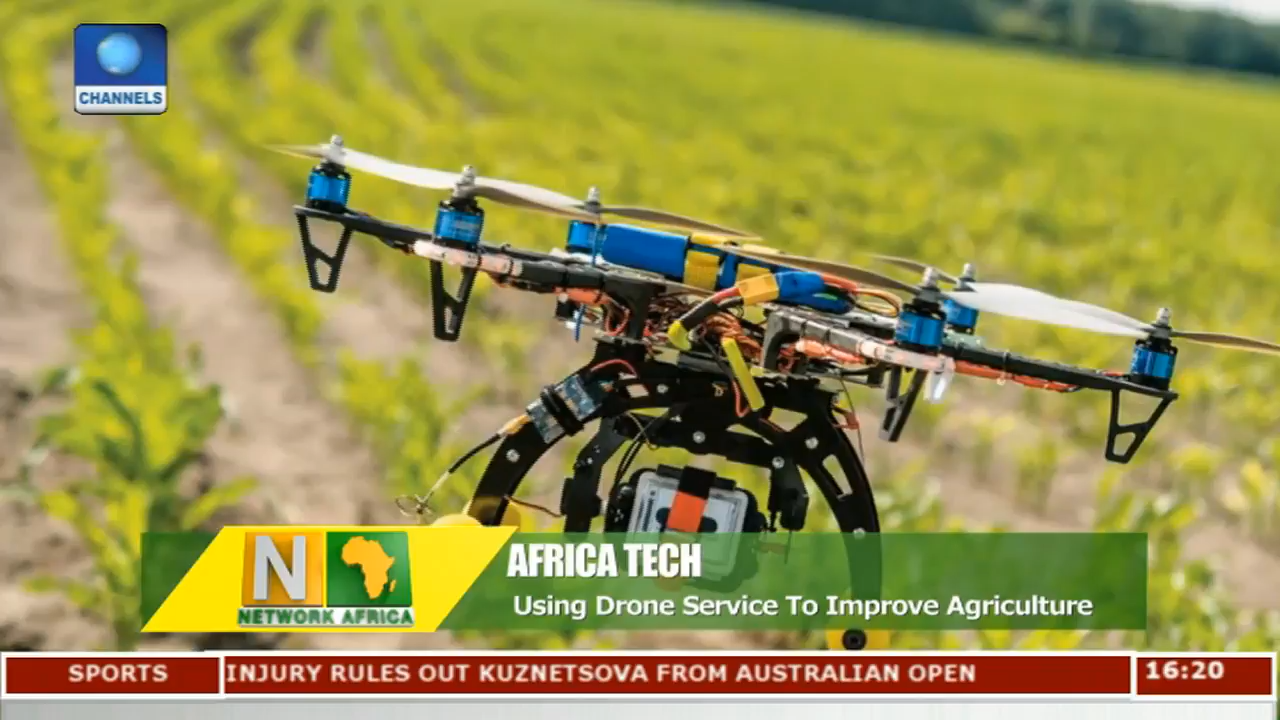 CHANNELS
N
NETWORK AFRICA
AFRICA TECH
Using Drone Service To Improve Agriculture
SPORTS
INJURY RULES OUT KUZNETSOVA FROM AUSTRALIAN OPEN
16:20